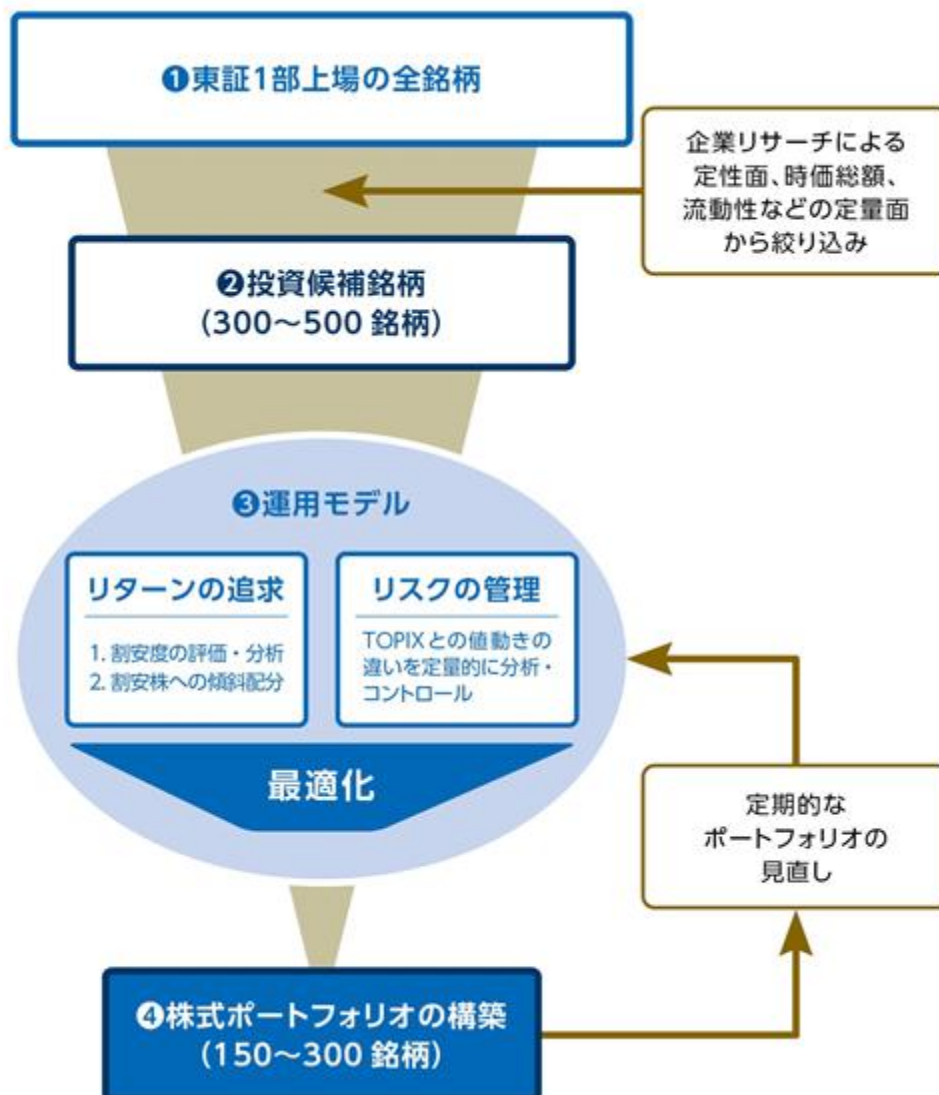 ❶東証1部上場の全銘柄
企業リサーチによる
定性面、時価総額、
流動性などの定量面
から絞り込み
❷投資候補銘柄
(300〜500 銘柄)
❸運用モデル
リターンの追求
1. 割安度の評価・分析
2. 割安株への傾斜配分
リスクの管理
TOPIXとの値動きの
違いを定量的に分析・
コントロール
最適化
定期的な
ポートフォリオの
見直し
❹株式ポートフォリオの構築
(150〜300 銘柄)